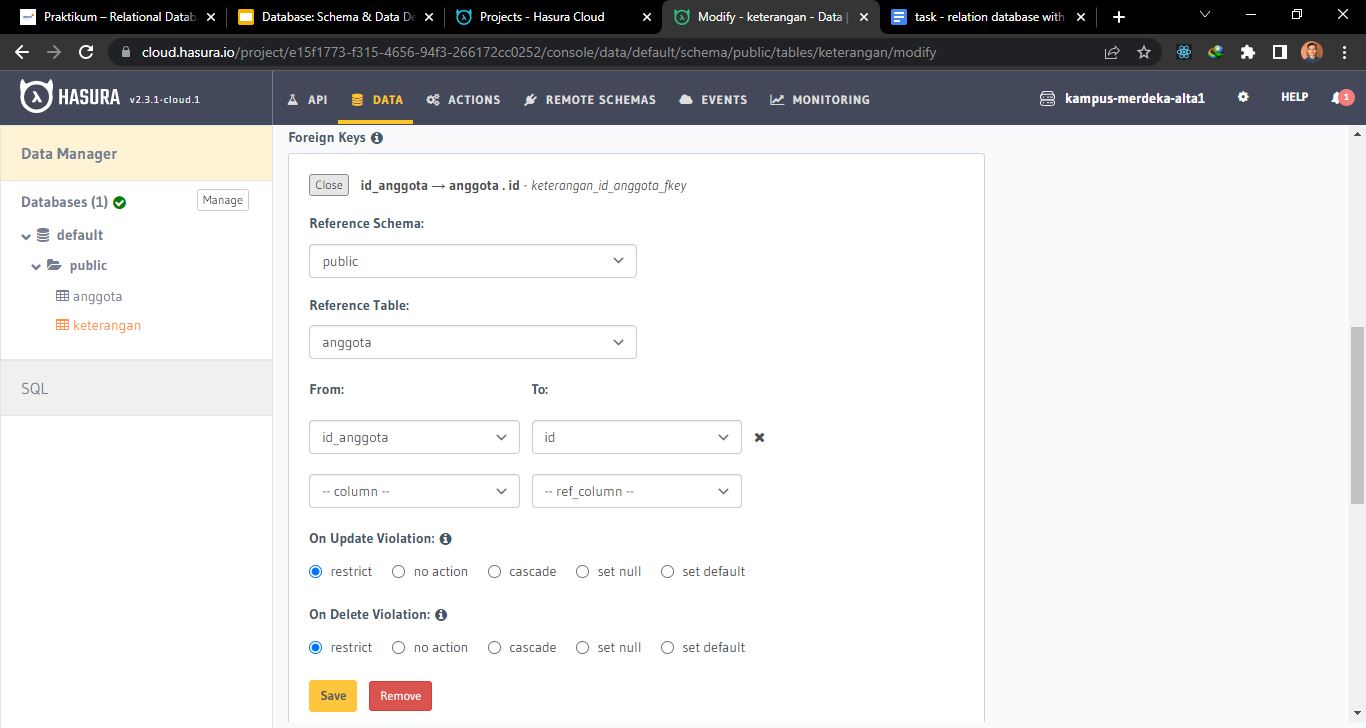 Praktikum – Relational Datab
Database: Schema & Data De
Projects - Hasura Cloud
Modify - keterangan - Data |
task - relation database with
cloud.hasura.io/project/e15f1773-f315-4656-94f3-266172cc0252/console/data/default/schema/public/tables/keterangan/modify
HASURA v2.3.1-cloud.1
API
DATA
ACTIONS
REMOTE SCHEMAS
EVENTS
MONITORING
kampus-merdeka-alta1
HELP
1
Data Manager
Databases (1)
Manage
default
public
anggota
keterangan
SQL
Foreign Keys
Close id_anggota → anggota . id - keterangan_id_anggota_fkey
Reference Schema:
public
Reference Table:
anggota
From: To:
id_anggota id
-- column -- -- ref_column --
On Update Violation:
restrict no action cascade set null set default
On Delete Violation:
restrict no action cascade set null set default
Save Remove